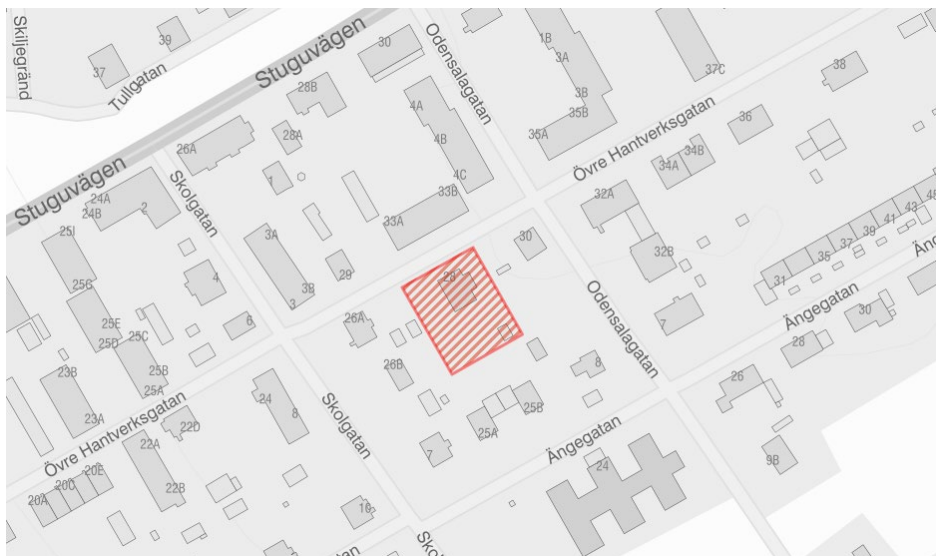 Skiljegränd
37
39
Tullgatan
Stuguvägen
30
28B
Odensalagatan
1B
3A
3B
35B
35A
37C
38
36
Övre Hantverksgatan
34B
34A
4A
4B
4C
33B
33A
26A
28A
1
Skolgatan
Stuguvägen
24A
24B
2
25I
25G
3A
3B
3
29
4
6
25E
25D
25C
25B
25A
23B
23A
28
30
32A
32B
31
35
37
39
41
43
45
Ängegatan
30
28
26
7
Odensalagatan
26A
26B
8
25B
25A
7
Skolgatan
24
8
Övre Hantverksgatan
22D
22A
22B
20E
20C
20A
16
Ängegatan
24
9B